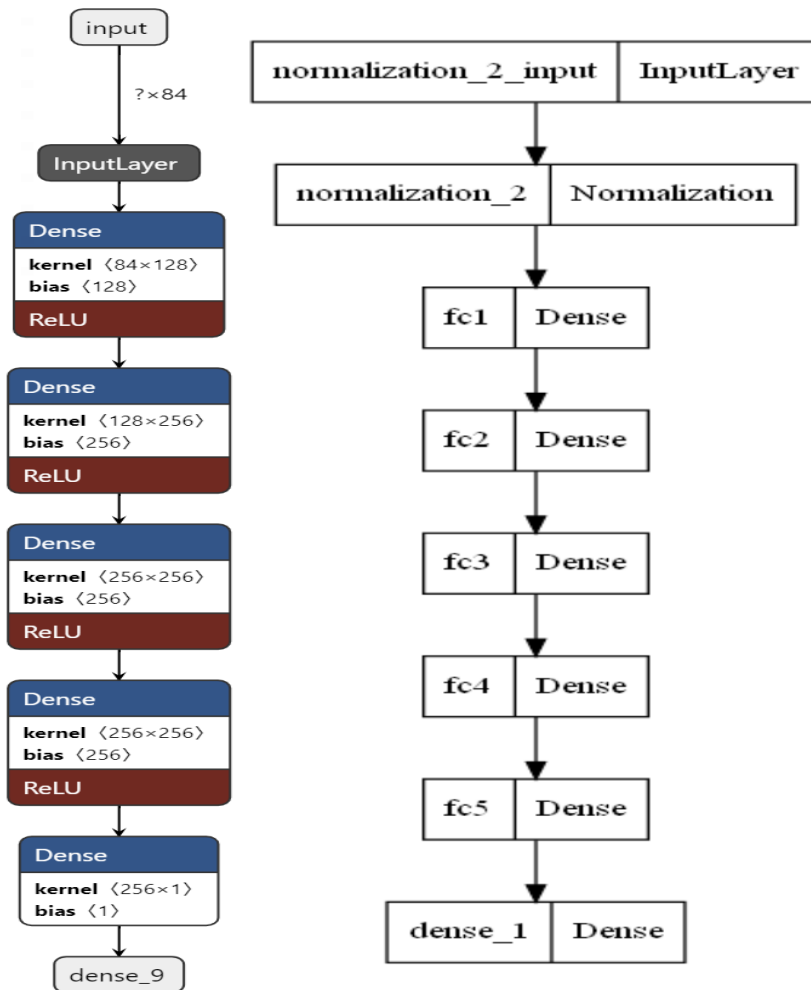 input
?×84
InputLayer
Dense
kernel 〈84×128〉
bias 〈128〉
ReLU
Dense
kernel 〈128×256〉
bias 〈256〉
ReLU
Dense
kernel 〈256×256〉
bias 〈256〉
ReLU
Dense
kernel 〈256×256〉
bias 〈256〉
ReLU
Dense
kernel 〈256×1〉
bias 〈1〉
dense_9
normalization_2_input InputLayer
normalization_2 Normalization
fc1 Dense
fc2 Dense
fc3 Dense
fc4 Dense
fc5 Dense
dense_1 Dense